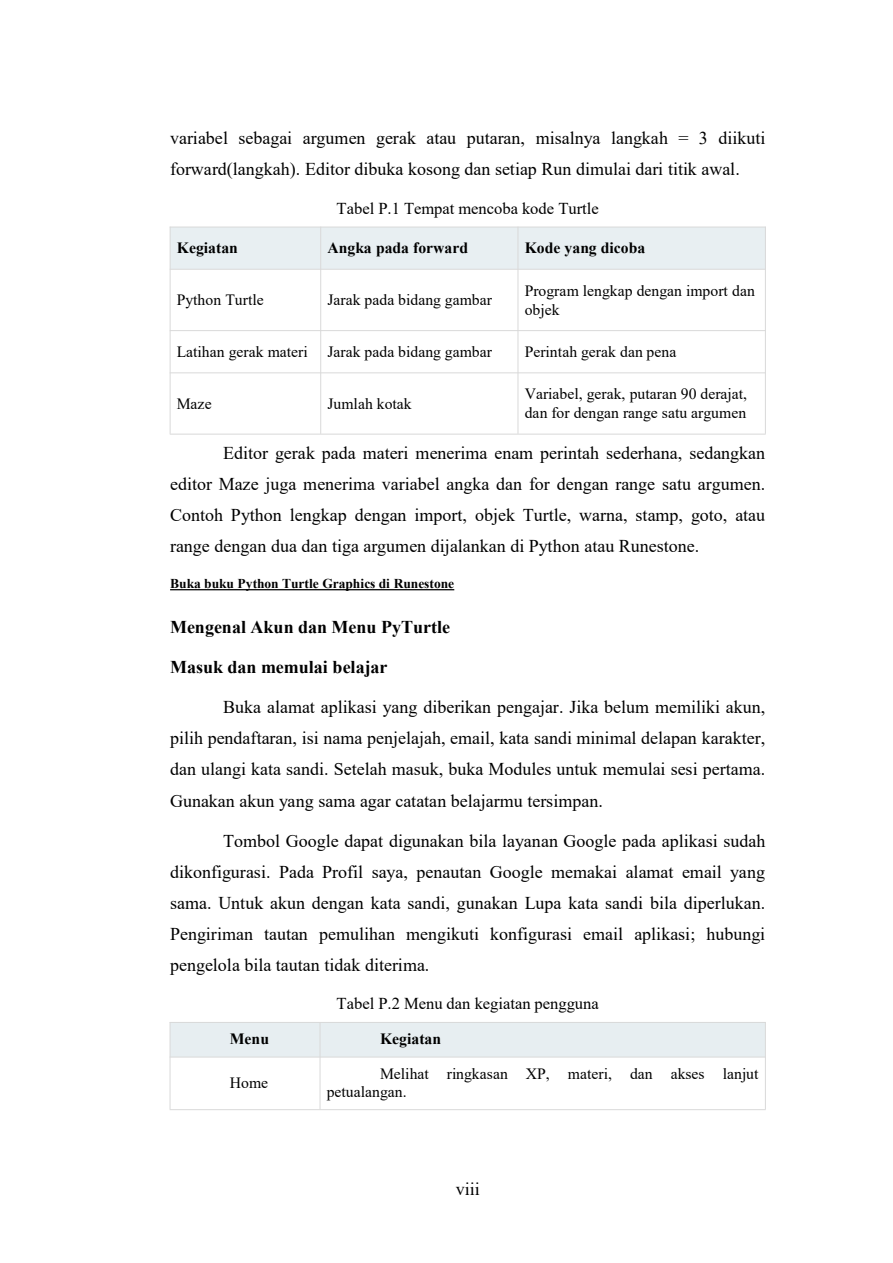 variabel sebagai argumen gerak atau putaran, misalnya langkah = 3 diikuti
forward(langkah). Editor dibuka kosong dan setiap Run dimulai dari titik awal.
Tabel P.1 Tempat mencoba kode Turtle
Kegiatan Angka pada forward Kode yang dicoba
Python Turtle Jarak pada bidang gambar Program lengkap dengan import dan
objek
Latihan gerak materi Jarak pada bidang gambar Perintah gerak dan pena
Maze Jumlah kotak Variabel, gerak, putaran 90 derajat,
dan for dengan range satu argumen
Editor gerak pada materi menerima enam perintah sederhana, sedangkan
editor Maze juga menerima variabel angka dan for dengan range satu argumen.
Contoh Python lengkap dengan import, objek Turtle, warna, stamp, goto, atau
range dengan dua dan tiga argumen dijalankan di Python atau Runestone.
Buka buku Python Turtle Graphics di Runestone
Mengenal Akun dan Menu PyTurtle
Masuk dan memulai belajar
Buka alamat aplikasi yang diberikan pengajar. Jika belum memiliki akun,
pilih pendaftaran, isi nama penjelajah, email, kata sandi minimal delapan karakter,
dan ulangi kata sandi. Setelah masuk, buka Modules untuk memulai sesi pertama.
Gunakan akun yang sama agar catatan belajarmu tersimpan.
Tombol Google dapat digunakan bila layanan Google pada aplikasi sudah
dikonfigurasi. Pada Profil saya, penautan Google memakai alamat email yang
sama. Untuk akun dengan kata sandi, gunakan Lupa kata sandi bila diperlukan.
Pengiriman tautan pemulihan mengikuti konfigurasi email aplikasi; hubungi
pengelola bila tautan tidak diterima.
Tabel P.2 Menu dan kegiatan pengguna
Menu Kegiatan
Home Melihat ringkasan XP, materi, dan akses lanjut
petualangan.
viii